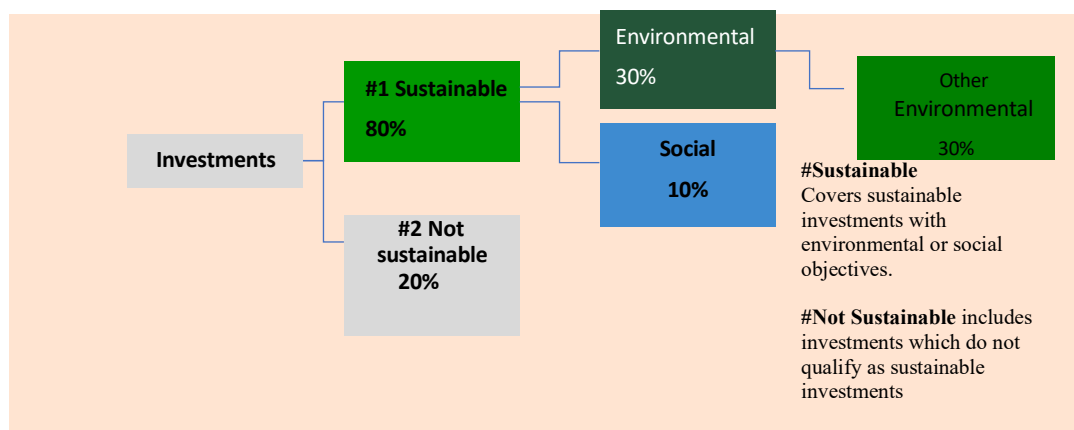 Investments
#1 Sustainable
80%
#2 Not
sustainable
20%
Environmental
30%
Social
10%
Other
Environmental
30%
#Sustainable
Covers sustainable
investments with
environmental or social
objectives.
#Not Sustainable includes
investments which do not
qualify as sustainable
investments